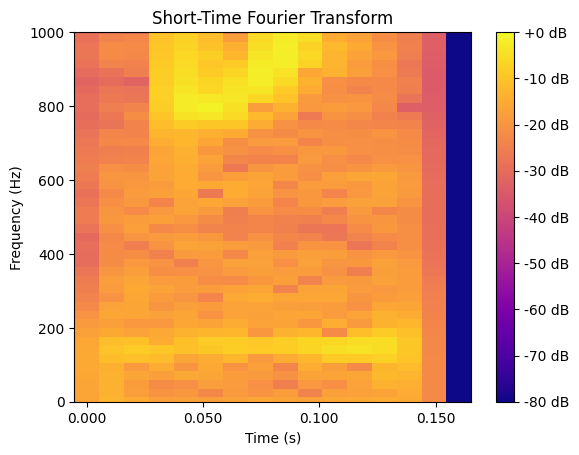 Short-Time Fourier Transform
1000
800
600
400
200
0
Frequency (Hz)
0.000
0.050
0.100
0.150
Time (s)
+0 dB
-10 dB
-20 dB
-30 dB
-40 dB
-50 dB
-60 dB
-70 dB
-80 dB